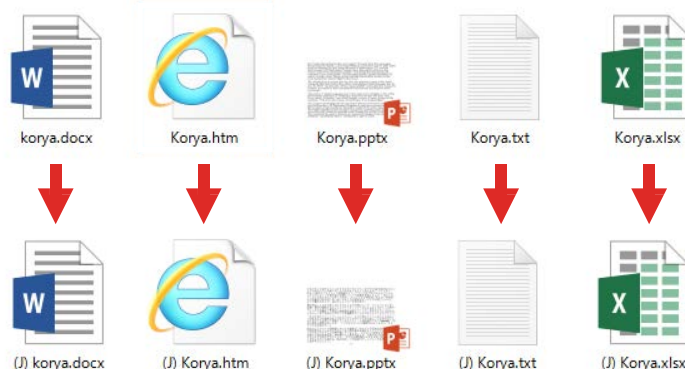 W
X
P
korya.docx Korya.htm Korya.pptx Korya.txt Korya.xlsx
W
X
P
(J) korya.docx (J) Korya.htm (J) Korya.pptx (J) Korya.txt (J) Korya.xlsx